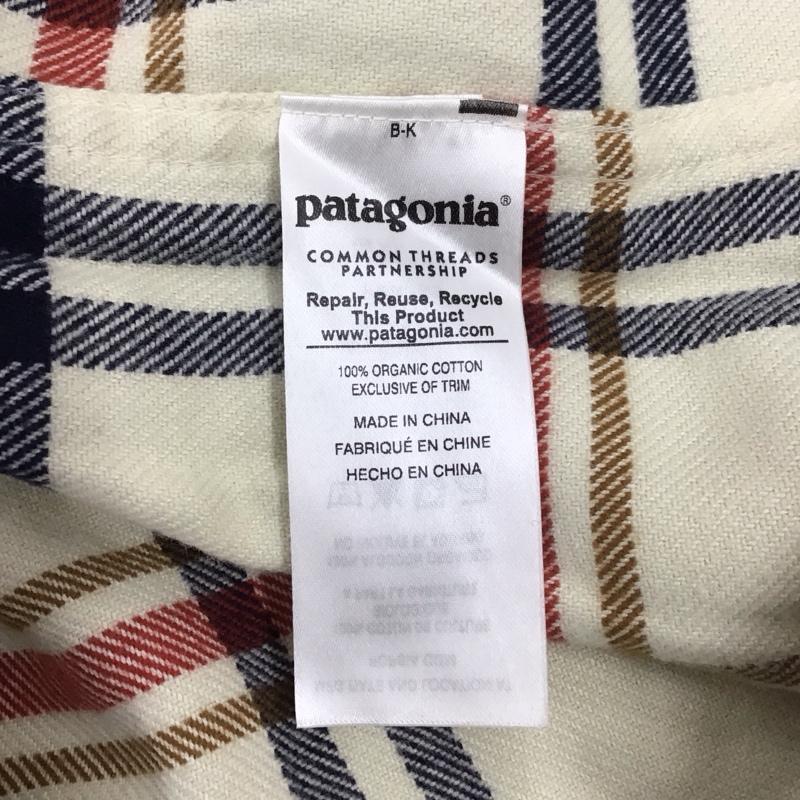 B-K
patagonia®
COMMON THREADS
PARTNERSHIP
Repair, Reuse, Recycle
This Product
www.patagonia.com
100% ORGANIC COTTON
EXCLUSIVE OF TRIM
MADE IN CHINA
FABRIQUÉ EN CHINE
HECHO EN CHINA